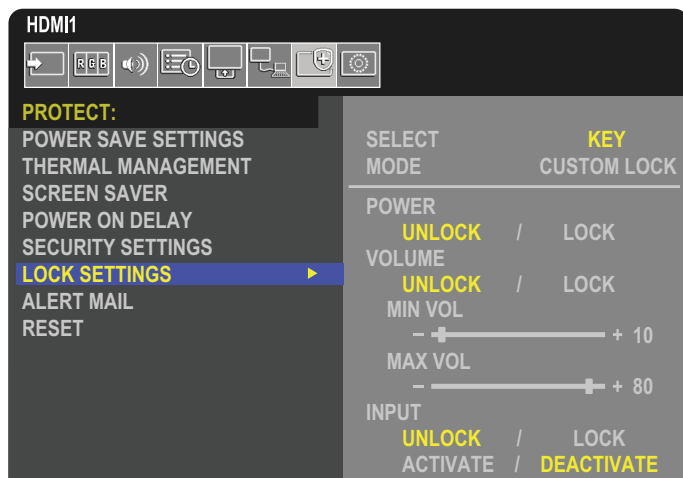 HDMI1
R G B
PROTECT:
POWER SAVE SETTINGS
THERMAL MANAGEMENT
SCREEN SAVER
POWER ON DELAY
SECURITY SETTINGS
LOCK SETTINGS
ALERT MAIL
RESET
SELECT KEY
MODE CUSTOM LOCK
POWER
UNLOCK / LOCK
VOLUME
UNLOCK / LOCK
MIN VOL
− + 10
MAX VOL
− + 80
INPUT
UNLOCK / LOCK
ACTIVATE / DEACTIVATE